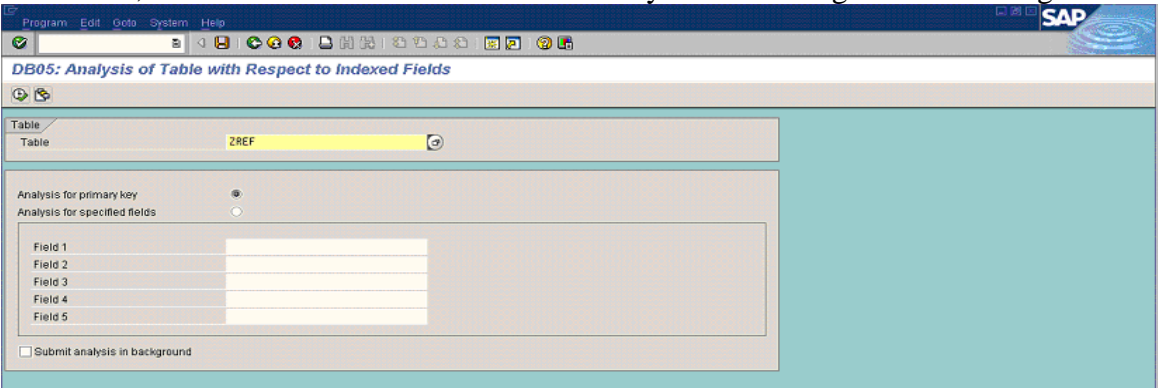 Program Edit Goto System Help
SAP
DB05: Analysis of Table with Respect to Indexed Fields
Table
Table ZREF
Analysis for primary key
Analysis for specified fields
Field 1
Field 2
Field 3
Field 4
Field 5
Submit analysis in background